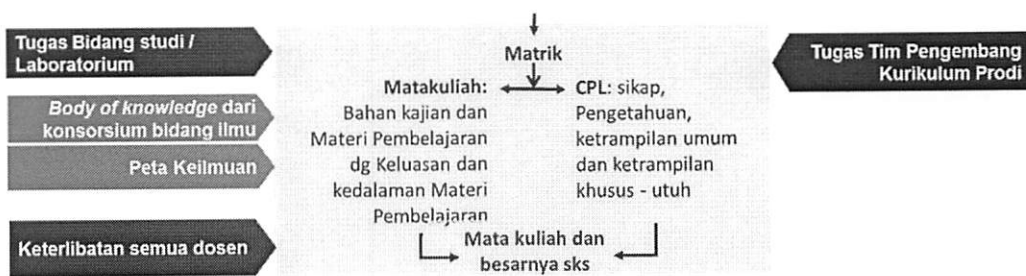 Tugas Bidang studi /
Laboratorium
Body of knowledge dari
konsorsium bidang ilmu
Peta Keilmuan
Keterlibatan semua dosen
Matrik
Matakuliah:
Bahan kajian dan
Materi Pembelajaran
dg Keluasan dan
kedalaman Materi
Pembelajaran
CPL: sikap,
Pengetahuan,
ketrampilan umum
dan ketrampilan
khusus - utuh
Mata kuliah dan
besarnya sks
Tugas Tim Pengembang
Kurikulum Prodi